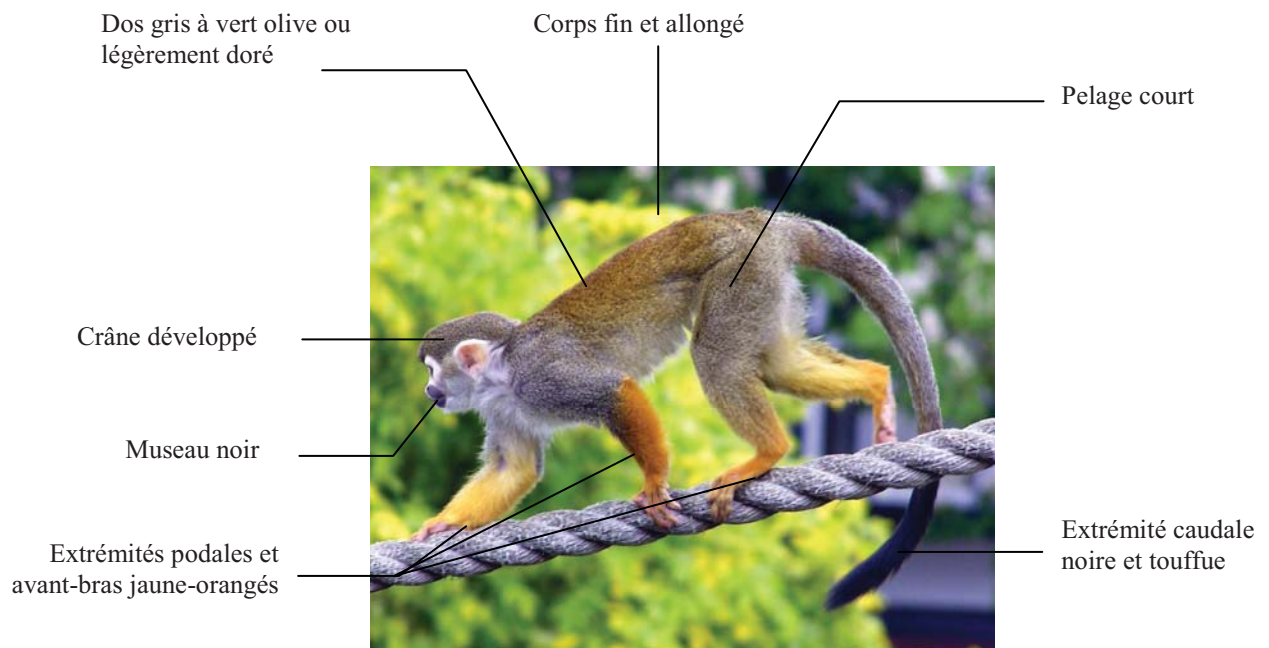 Dos gris à vert olive ou
légèrement doré
Corps fin et allongé
Pelage court
Crâne développé
Museau noir
Extrémités podales et
avant-bras jaune-orangés
Extrémité caudale
noire et touffue